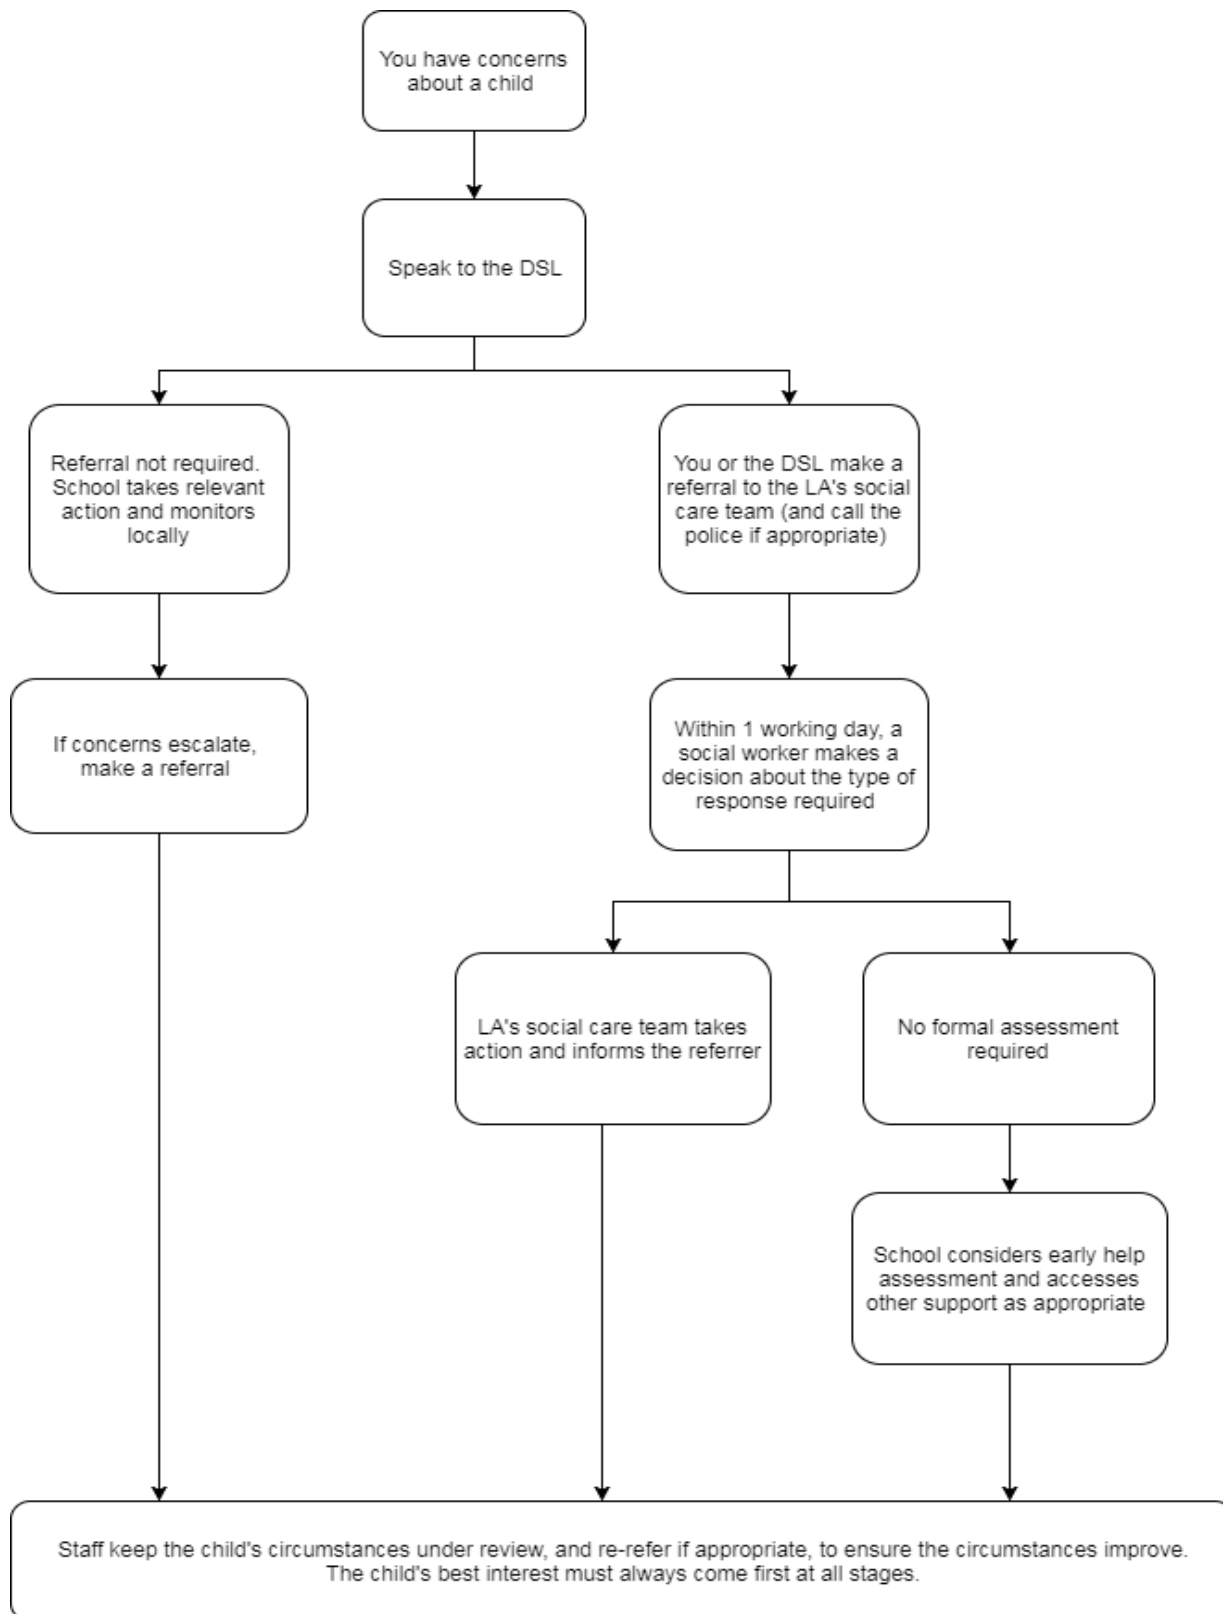 You have concerns
about a child
Speak to the DSL
Referral not required.
School takes relevant
action and monitors
locally
You or the DSL make a
referral to the LA's social
care team (and call the
police if appropriate)
If concerns escalate,
make a referral
Within 1 working day, a
social worker makes a
decision about the type of
response required
LA's social care team takes
action and informs the referrer
No formal assessment
required
School considers early help
assessment and accesses
other support as appropriate
Staff keep the child's circumstances under review, and re-refer if appropriate, to ensure the circumstances improve.
The child's best interest must always come first at all stages.